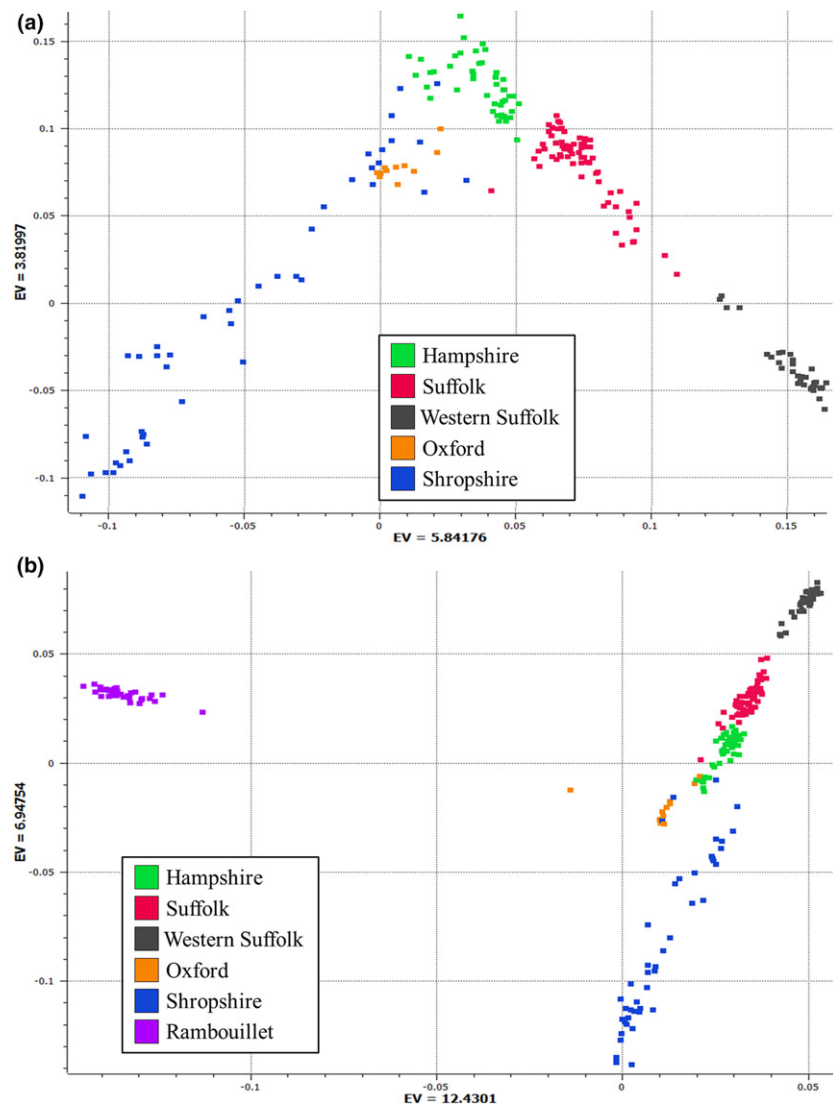 (a)
0.15
0.1
0.05
0
-0.05
-0.1
EV = 3.81997
Hampshire
Suffolk
Western Suffolk
Oxford
Shropshire
-0.1
-0.05
0
0.05
0.1
0.15
EV = 5.84176
(b)
0.05
0
-0.05
-0.1
EV = 6.94754
Hampshire
Suffolk
Western Suffolk
Oxford
Shropshire
Rambouillet
-0.1
-0.05
0
0.05
EV = 12.4301